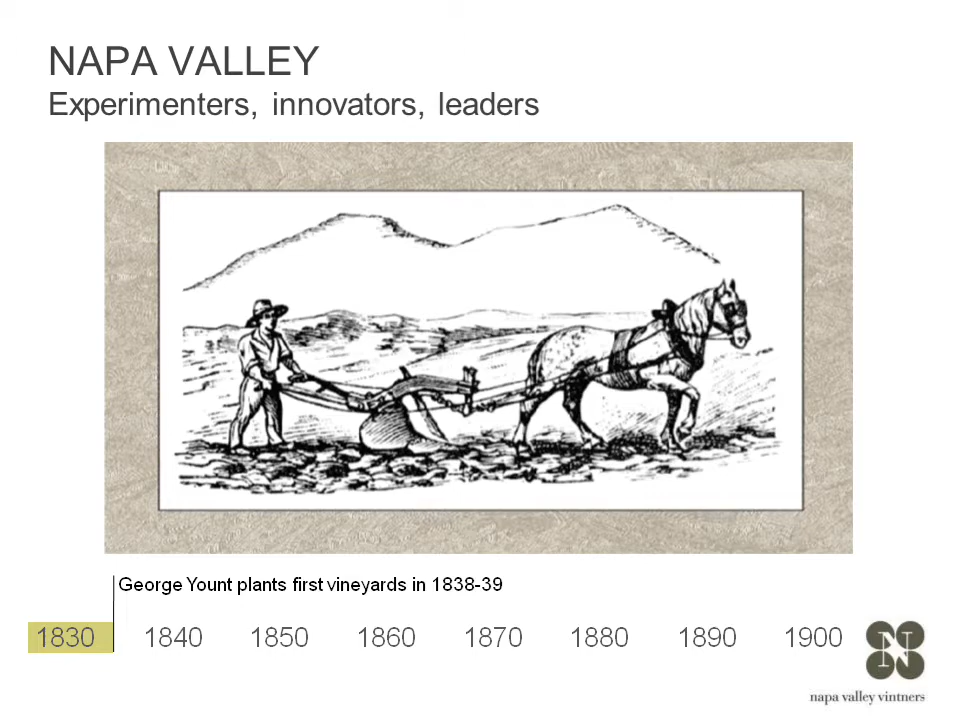 NAPA VALLEY
Experimenters, innovators, leaders
George Yount plants first vineyards in 1838-39
1830 1840 1850 1860 1870 1880 1890 1900
N
napa valley vintners